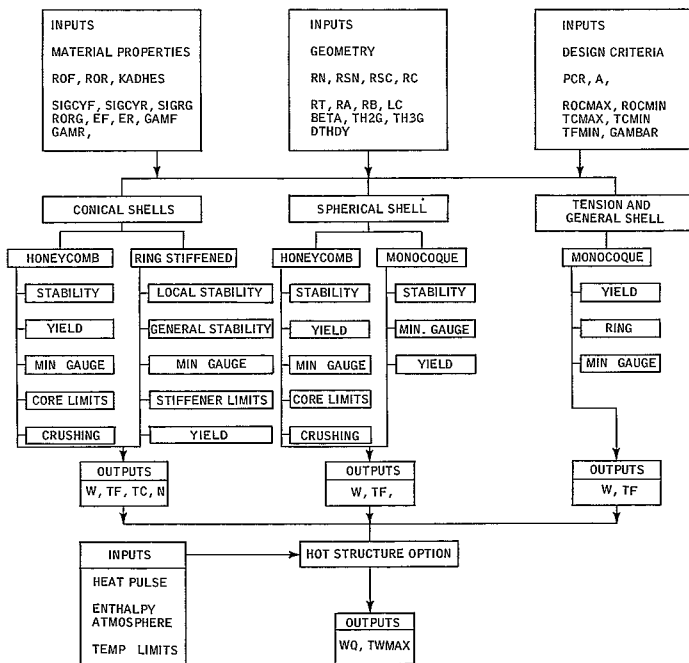 INPUTS
MATERIAL PROPERTIES
ROF, ROR, KADHES
SIGCYF, SIGCYR, SIGRG
RORG, EF, ER, GAMF
GAMR,
INPUTS
GEOMETRY
RN, RSN, RSC, RC
RT, RA, RB, LC
BETA, TH2G, TH3G
DTHDY
INPUTS
DESIGN CRITERIA
PCR, A,
ROCMAX, ROCMIN
TCMAX, TCMIN
TFMIN, GAMBAR
CONICAL SHELLS
SPHERICAL SHELL
TENSION AND
GENERAL SHELL
HONEYCOMB
RING STIFFENED
HONEYCOMB
MONOCOQUE
MONOCOQUE
STABILITY
YIELD
MIN GAUGE
CORE LIMITS
CRUSHING
LOCAL STABILITY
GENERAL STABILITY
MIN GAUGE
STIFFENER LIMITS
YIELD
STABILITY
YIELD
MIN GAUGE
CORE LIMITS
CRUSHING
STABILITY
MIN. GAUGE
YIELD
YIELD
RING
MIN GAUGE
OUTPUTS
W, TF, TC, N
OUTPUTS
W, TF,
OUTPUTS
W, TF
INPUTS
HEAT PULSE
ENTHALPY
ATMOSPHERE
TEMP LIMITS
HOT STRUCTURE OPTION
OUTPUTS
WQ, TWMAX